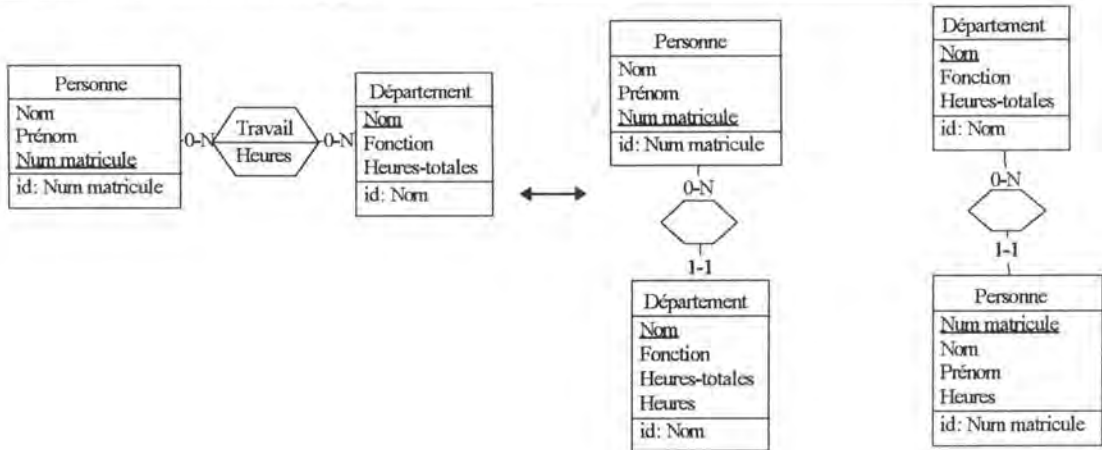 Personne
Nom
Prénom
Num matricule
id: Num matricule
0-N
Travail
Heures
0-N
Département
Nom
Fonction
Heures-totales
id: Nom
Personne
Nom
Prénom
Num matricule
id: Num matricule
0-N
1-1
Département
Nom
Fonction
Heures-totales
Heures
id: Nom
Département
Nom
Fonction
Heures-totales
id: Nom
0-N
1-1
Personne
Num matricule
Nom
Prénom
Heures
id: Num matricule